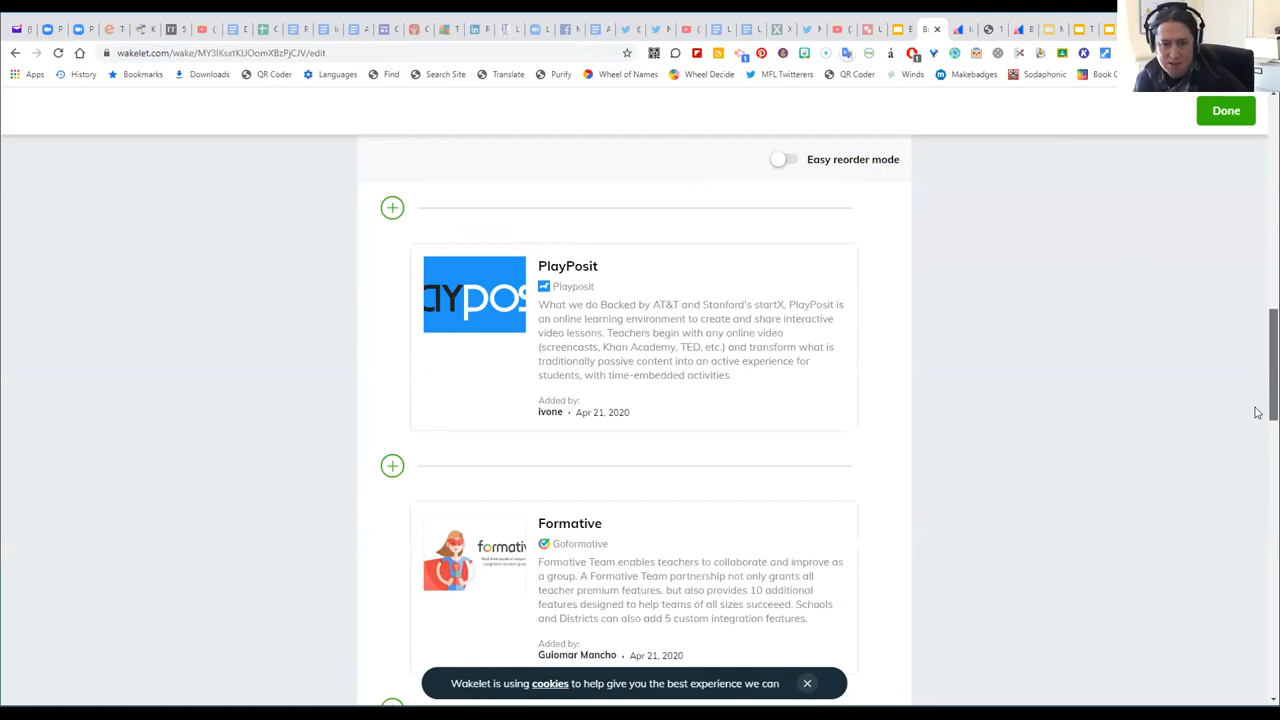 wakelet.com/wake/MY3IKsxtKUOomXBzPjCJV/edit
Apps
History
Bookmarks
Downloads
QR Coder
Languages
Find
Search Site
Translate
Purify
Wheel of Names
Wheel Decide
MFL Twitterers
QR Coder
Winds
Makebadges
Sodaphonic
Book C
Done
Easy reorder mode
PlayPosit
Playposit
What we do Backed by AT&T and Stanford's startX, PlayPosit is
an online learning environment to create and share interactive
video lessons. Teachers begin with any online video
(screencasts, Khan Academy, TED, etc.) and transform what is
traditionally passive content into an active experience for
students, with time-embedded activities.
Added by:
ivone • Apr 21, 2020
Formative
Goformative
Formative Team enables teachers to collaborate and improve as
a group. A Formative Team partnership not only grants all
teacher premium features, but also provides 10 additional
features designed to help teams of all sizes succeeed. Schools
and Districts can also add 5 custom integration features.
Added by:
Guiomar Mancho • Apr 21, 2020
Wakelet is using cookies to help give you the best experience we can